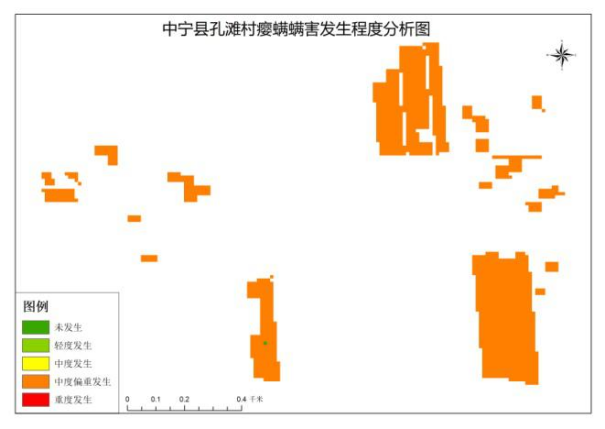 中宁县孔滩村瘿螨螨害发生程度分析图
图例
未发生
轻度发生
中度发生
中度偏重发生
重度发生
0 0.1 0.2 0.4 千米